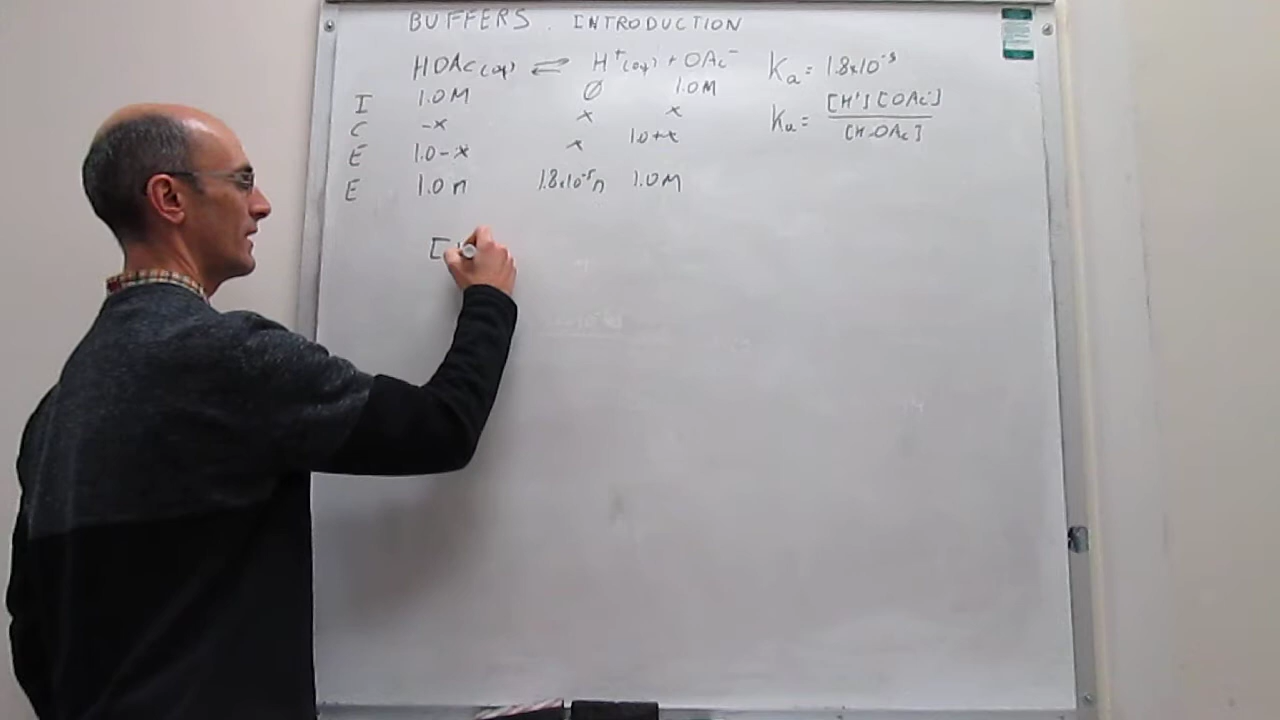 BUFFERS. INTRODUCTION
HOAc(aq) ⇌ H⁺(aq) + OAc⁻ Ka = 1.8x10⁻⁵
I 1.0M ∅ 1.0M
Ka = [H⁺][OAc⁻] / [HOAc]
C -x x x
E 1.0-x x 1.0+x
E 1.0M 1.8x10⁻⁵M 1.0M
[